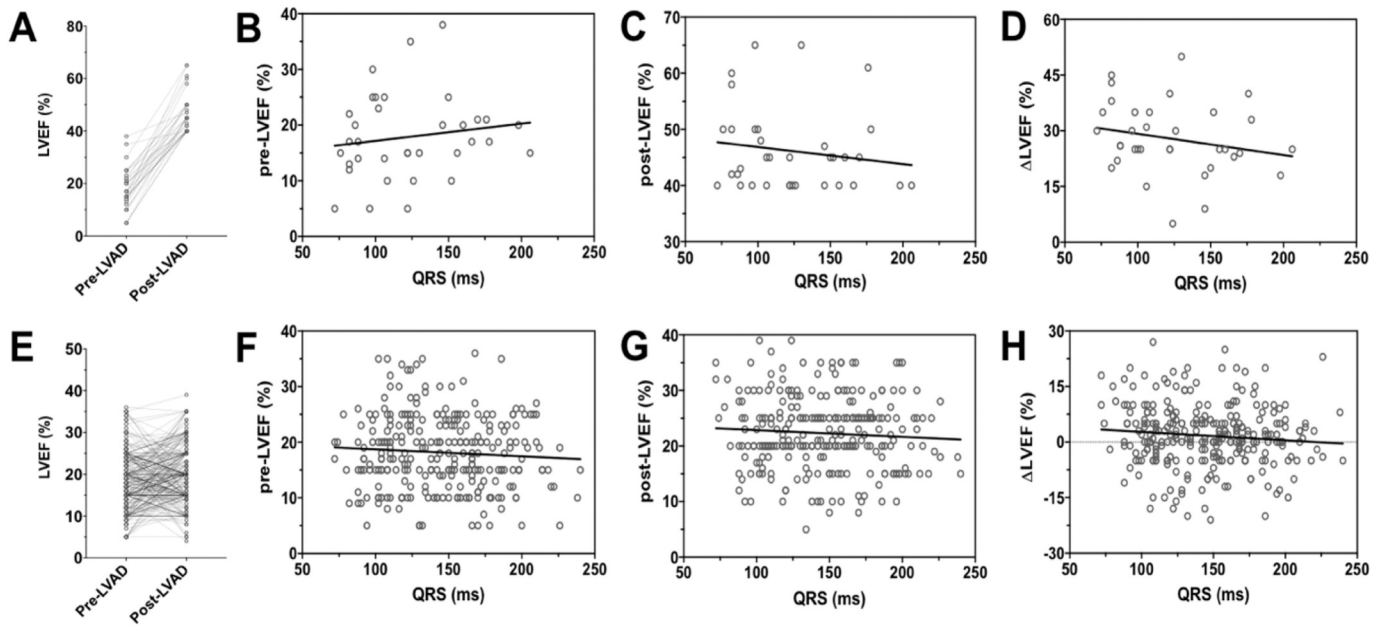 A
LVEF (%)
80
60
40
20
0
Pre-LVAD
Post-LVAD
B
pre-LVEF (%)
40
30
20
10
0
50
100
150
200
250
QRS (ms)
C
post-LVEF (%)
70
60
50
40
30
50
100
150
200
250
QRS (ms)
D
ΔLVEF (%)
60
45
30
15
0
50
100
150
200
250
QRS (ms)
E
LVEF (%)
50
40
30
20
10
0
Pre-LVAD
Post-LVAD
F
pre-LVEF (%)
40
30
20
10
0
50
100
150
200
250
QRS (ms)
G
post-LVEF (%)
40
30
20
10
0
50
100
150
200
250
QRS (ms)
H
ΔLVEF (%)
30
15
0
-15
-30
50
100
150
200
250
QRS (ms)